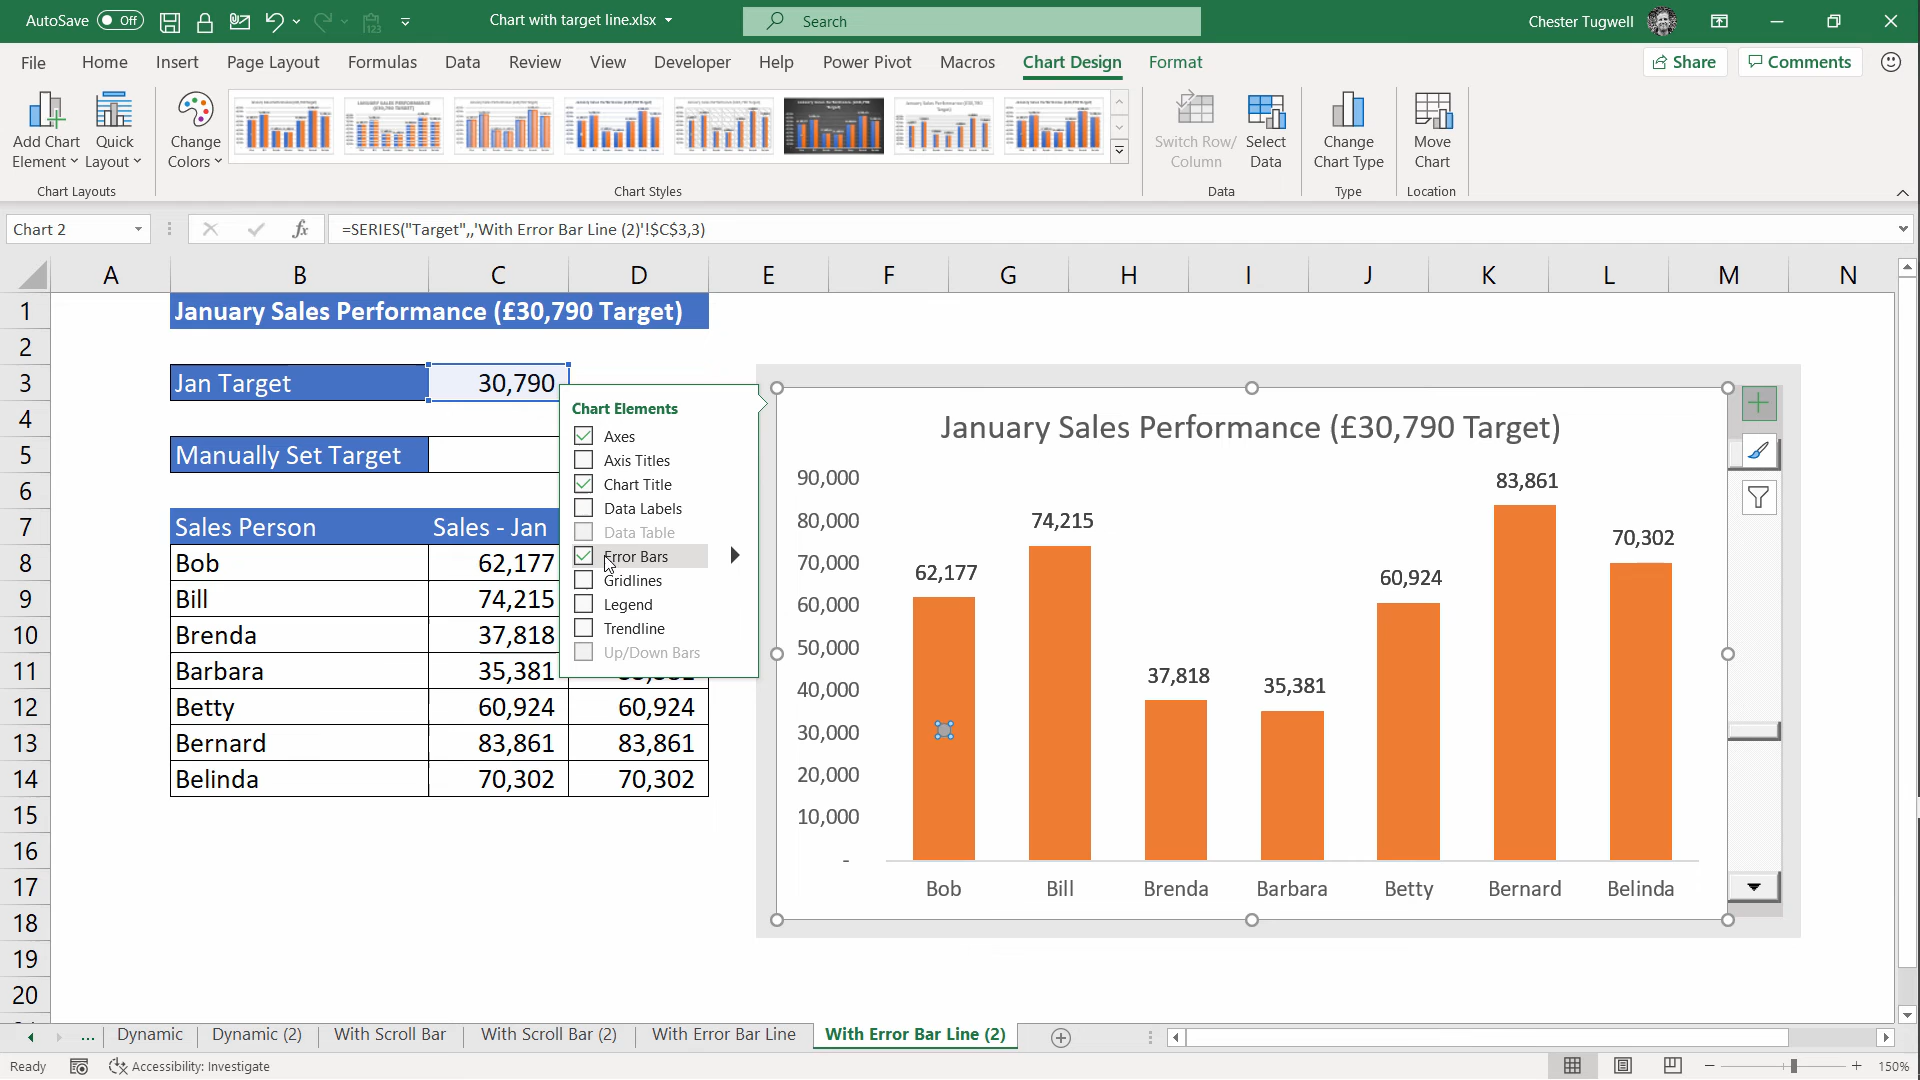 AutoSave Off
Chart with target line.xlsx
Search
Chester Tugwell
File Home Insert Page Layout Formulas Data Review View Developer Help Power Pivot Macros Chart Design Format
Share Comments
Add Chart Element
Quick Layout
Change Colors
Switch Row/ Column
Select Data
Change Chart Type
Move Chart
Chart Layouts
Chart Styles
Data
Type
Location
Chart 2
fx
=SERIES("Target",,'With Error Bar Line (2)'!$C$3,3)
A B C D E F G H I J K L M N
1 January Sales Performance (£30,790 Target)
2
3 Jan Target 30,790
4
5 Manually Set Target
6
7 Sales Person Sales - Jan
8 Bob 62,177
9 Bill 74,215
10 Brenda 37,818
11 Barbara 35,381
12 Betty 60,924 60,924
13 Bernard 83,861 83,861
14 Belinda 70,302 70,302
15
16
17
18
19
20
Chart Elements
Axes
Axis Titles
Chart Title
Data Labels
Data Table
Error Bars
Gridlines
Legend
Trendline
Up/Down Bars
January Sales Performance (£30,790 Target)
90,000
80,000
70,000
60,000
50,000
40,000
30,000
20,000
10,000
-
62,177
74,215
37,818
35,381
60,924
83,861
70,302
Bob Bill Brenda Barbara Betty Bernard Belinda
... Dynamic Dynamic (2) With Scroll Bar With Scroll Bar (2) With Error Bar Line With Error Bar Line (2)
Ready
Accessibility: Investigate
150%